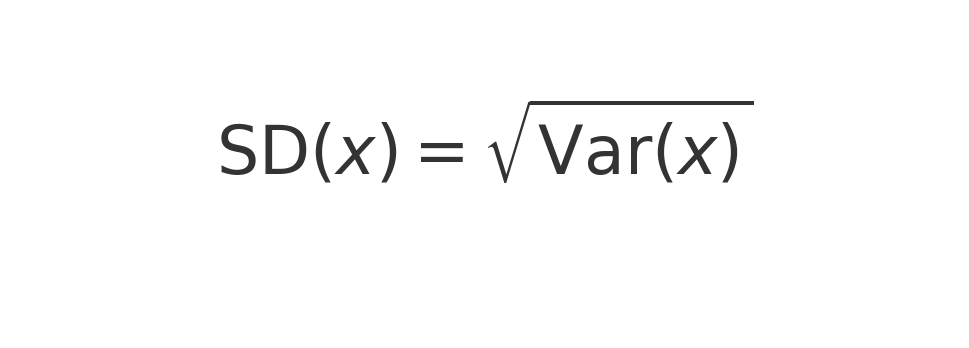 SD(x) = √Var(x)